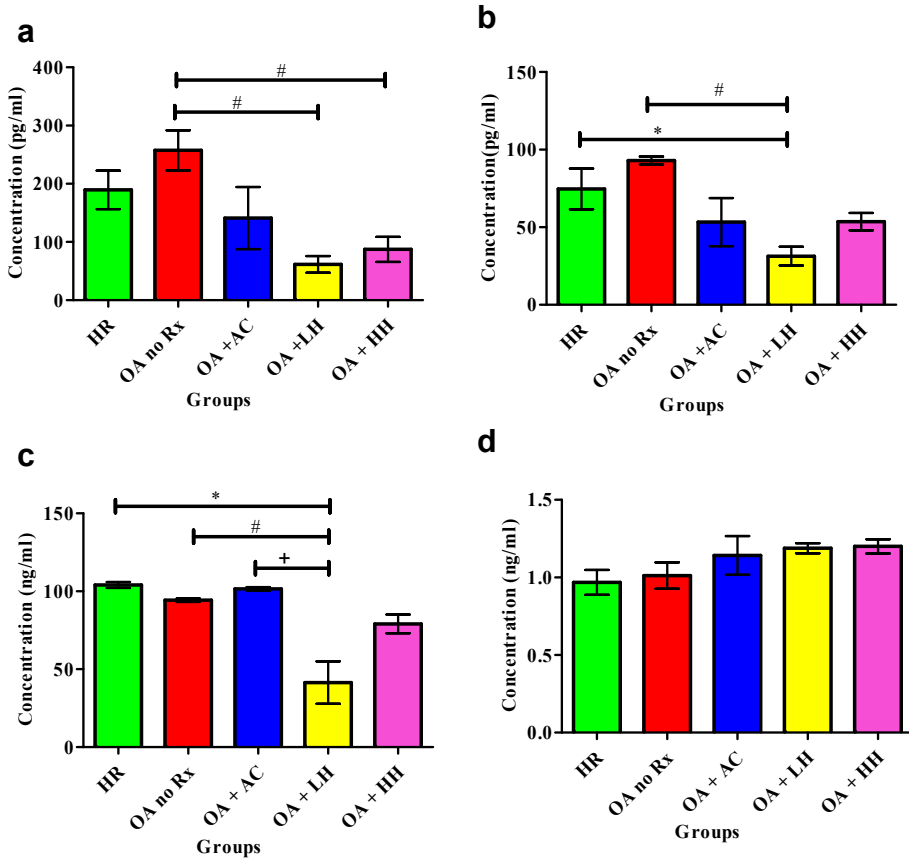 a
400
300
200
100
0
Concentration (pg/ml)
#
#
HR
OA no Rx
OA +AC
OA +LH
OA + HH
Groups
b
150
100
50
0
Concentration(pg/ml)
#
*
HR
OA no Rx
OA +AC
OA + LH
OA + HH
Groups
c
150
100
50
0
Concentration (ng/ml)
*
#
+
HR
OA no Rx
OA + AC
OA + LH
OA + HH
Groups
d
1.5
1.0
0.5
0.0
Concentration (ng/ml)
HR
OA no Rx
OA + AC
OA + LH
OA + HH
Groups